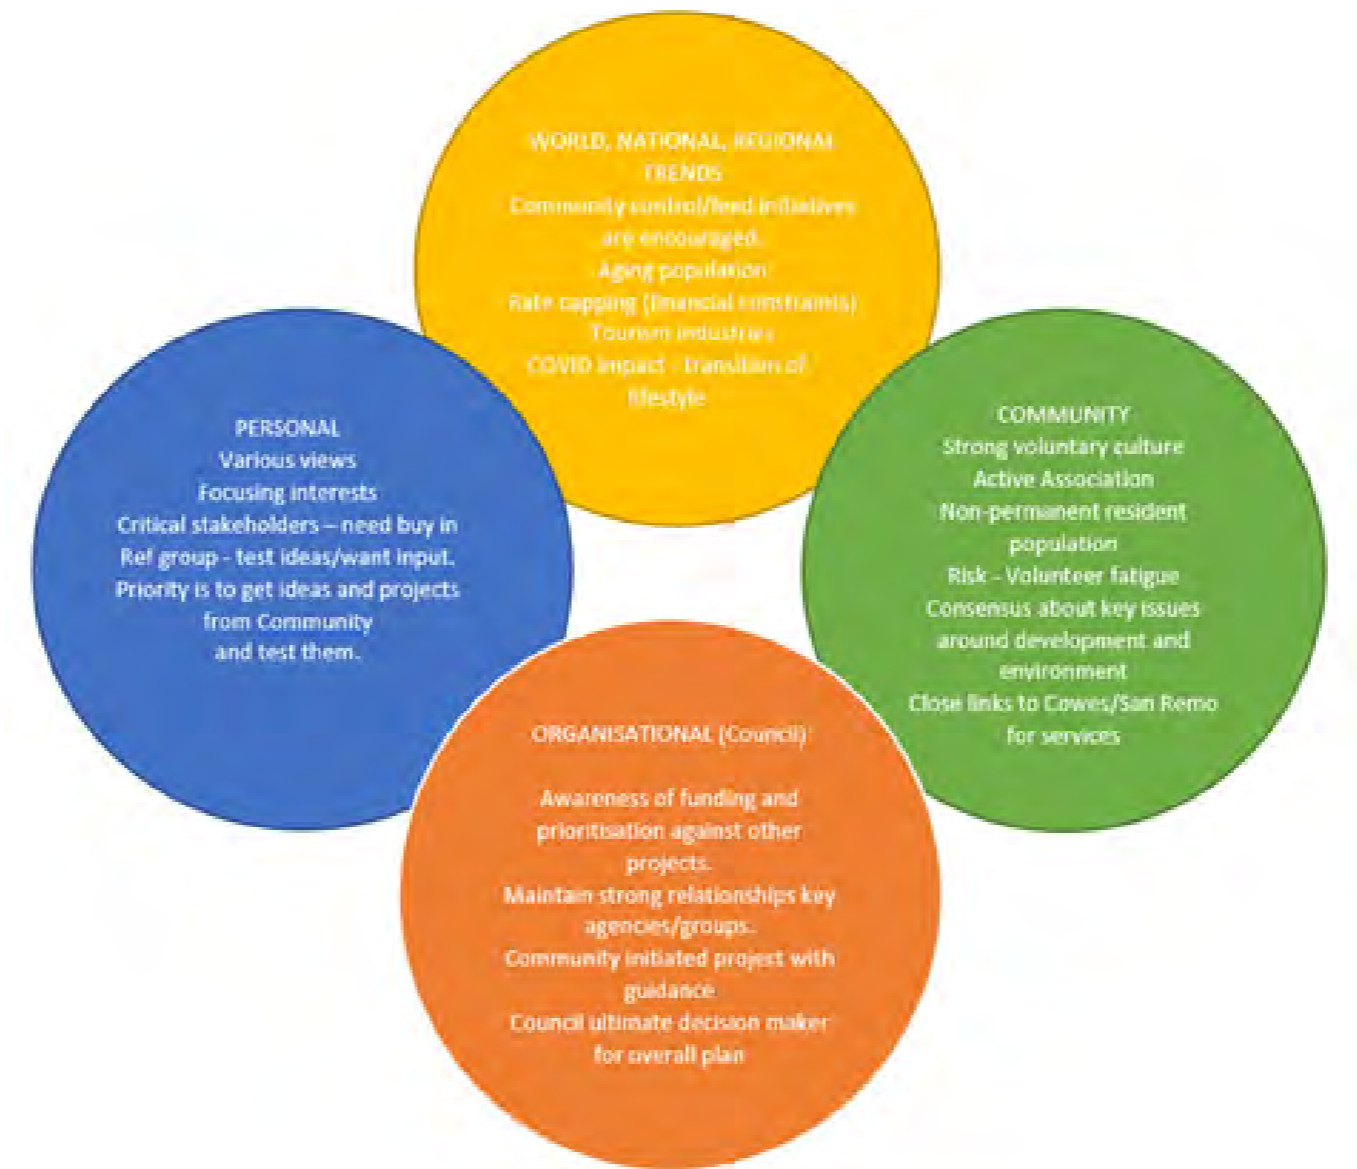 WORLD, NATIONAL, REGIONAL
TRENDS
Community control/leed initiatives
are encouraged.
Aging population
Rate capping (financial constraints)
Tourism industries
COVID impact - transition of
lifestyle
PERSONAL
Various views
Focusing interests
Critical stakeholders – need buy in
Ref group - test ideas/want input.
Priority is to get ideas and projects
from Community
and test them.
COMMUNITY
Strong voluntary culture
Active Association
Non-permanent resident
population
Risk - Volunteer fatigue
Consensus about key issues
around development and
environment
Close links to Cowes/San Remo
for services
ORGANISATIONAL (Council)
Awareness of funding and
prioritisation against other
projects.
Maintain strong relationships key
agencies/groups.
Community initiated project with
guidance
Council ultimate decision maker
for overall plan